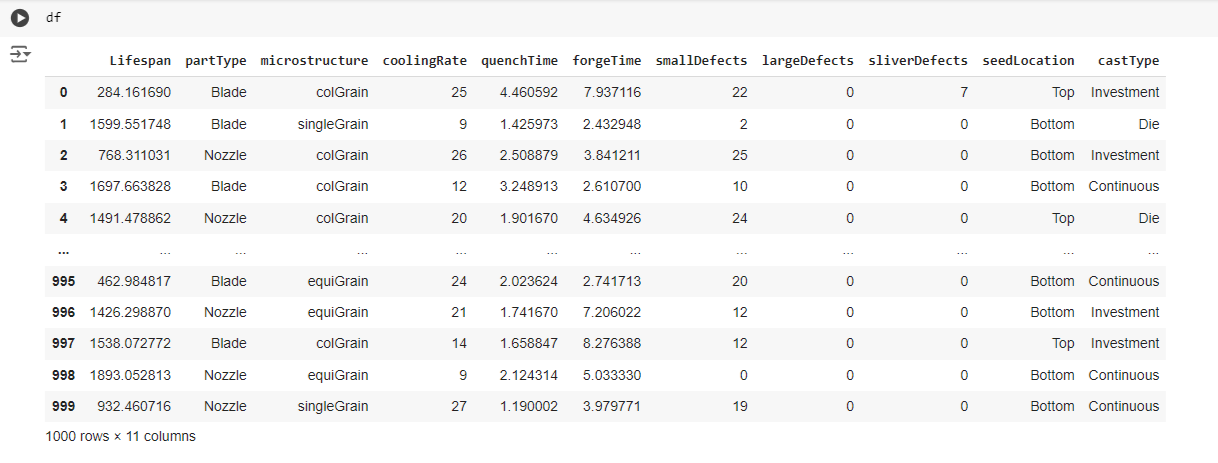 df
Lifespan partType microstructure coolingRate quenchTime forgeTime smallDefects largeDefects sliverDefects seedLocation castType
0 284.161690 Blade colGrain 25 4.460592 7.937116 22 0 7 Top Investment
1 1599.551748 Blade singleGrain 9 1.425973 2.432948 2 0 0 Bottom Die
2 768.311031 Nozzle colGrain 26 2.508879 3.841211 25 0 0 Bottom Investment
3 1697.663828 Blade colGrain 12 3.248913 2.610700 10 0 0 Bottom Continuous
4 1491.478862 Nozzle colGrain 20 1.901670 4.634926 24 0 0 Top Die
... ... ... ... ... ... ... ... ... ... ... ...
995 462.984817 Blade equiGrain 24 2.023624 2.741713 20 0 0 Bottom Continuous
996 1426.298870 Nozzle equiGrain 21 1.741670 7.206022 12 0 0 Bottom Investment
997 1538.072772 Blade colGrain 14 1.658847 8.276388 12 0 0 Top Investment
998 1893.052813 Nozzle equiGrain 9 2.124314 5.033330 0 0 0 Bottom Continuous
999 932.460716 Nozzle singleGrain 27 1.190002 3.979771 19 0 0 Bottom Continuous
1000 rows × 11 columns